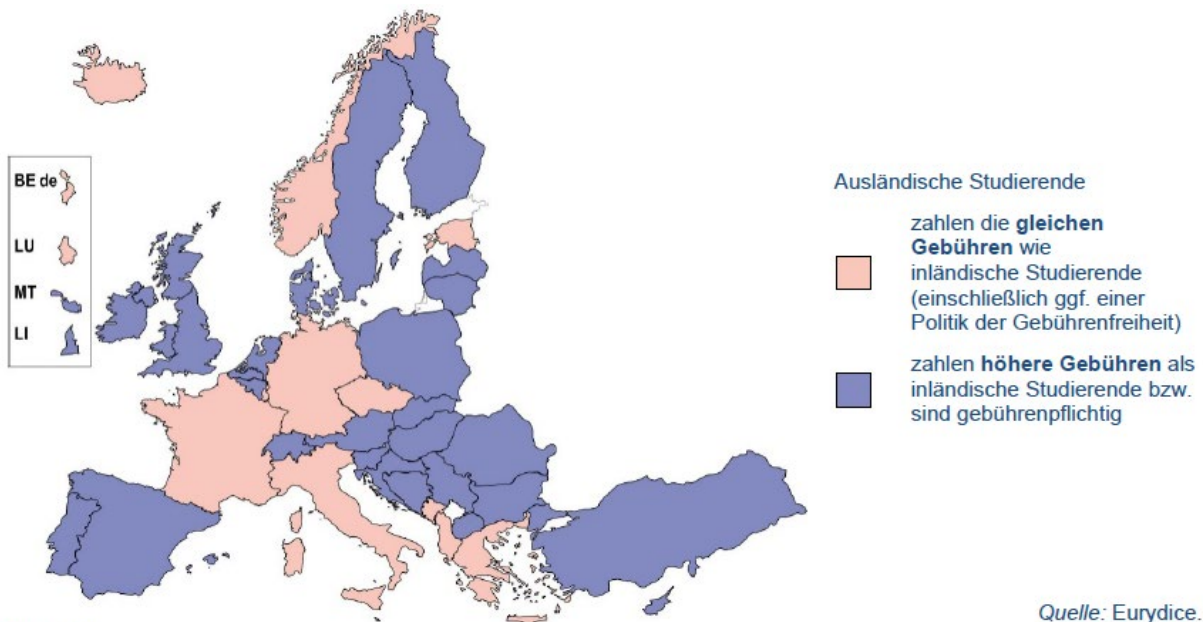 BE de
LU
MT
LI
Ausländische Studierende
zahlen die gleichen
Gebühren wie
inländische Studierende
(einschließlich ggf. einer
Politik der Gebührenfreiheit)
zahlen höhere Gebühren als
inländische Studierende bzw.
sind gebührenpflichtig
Quelle: Eurydice.